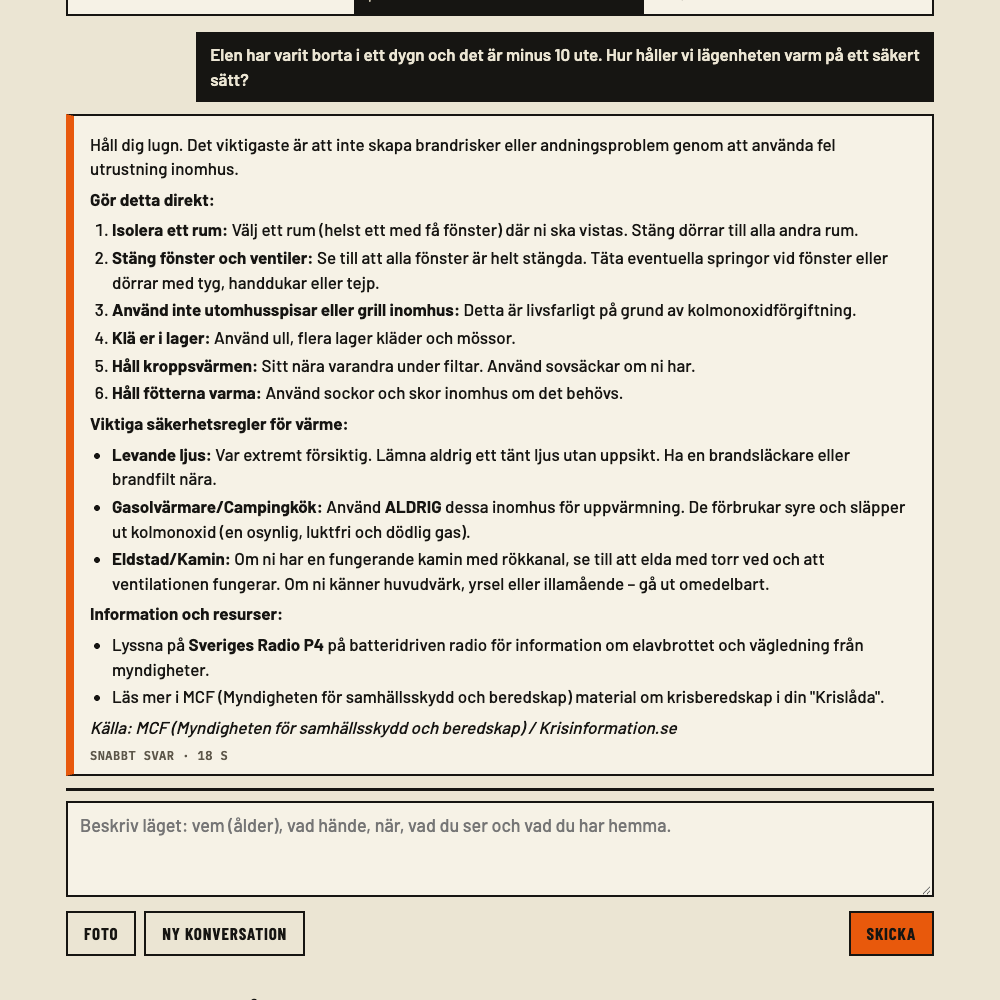 Elen har varit borta i ett dygn och det är minus 10 ute. Hur håller vi lägenheten varm på ett säkert
sätt?
Håll dig lugn. Det viktigaste är att inte skapa brandrisker eller andningsproblem genom att använda fel
utrustning inomhus.
Gör detta direkt:
1. Isolera ett rum: Välj ett rum (helst ett med få fönster) där ni ska vistas. Stäng dörrar till alla andra rum.
2. Stäng fönster och ventiler: Se till att alla fönster är helt stängda. Täta eventuella springor vid fönster eller
dörrar med tyg, handdukar eller tejp.
3. Använd inte utomhusspisar eller grill inomhus: Detta är livsfarligt på grund av kolmonoxidförgiftning.
4. Klä er i lager: Använd ull, flera lager kläder och mössor.
5. Håll kroppsvärmen: Sitt nära varandra under filtar. Använd sovsäckar om ni har.
6. Håll fötterna varma: Använd sockor och skor inomhus om det behövs.
Viktiga säkerhetsregler för värme:
• Levande ljus: Var extremt försiktig. Lämna aldrig ett tänt ljus utan uppsikt. Ha en brandsläckare eller
brandfilt nära.
• Gasolvärmare/Campingkök: Använd ALDRIG dessa inomhus för uppvärmning. De förbrukar syre och släpper
ut kolmonoxid (en osynlig, luktfri och dödlig gas).
• Eldstad/Kamin: Om ni har en fungerande kamin med rökkanal, se till att elda med torr ved och att
ventilationen fungerar. Om ni känner huvudvärk, yrsel eller illamående – gå ut omedelbart.
Information och resurser:
• Lyssna på Sveriges Radio P4 på batteridriven radio för information om elavbrottet och vägledning från
myndigheter.
• Läs mer i MCF (Myndigheten för samhällsskydd och beredskap) material om krisberedskap i din "Krislåda".
Källa: MCF (Myndigheten för samhällsskydd och beredskap) / Krisinformation.se
SNABBT SVAR · 18 S
Beskriv läget: vem (ålder), vad hände, när, vad du ser och vad du har hemma.
FOTO
NY KONVERSATION
SKICKA